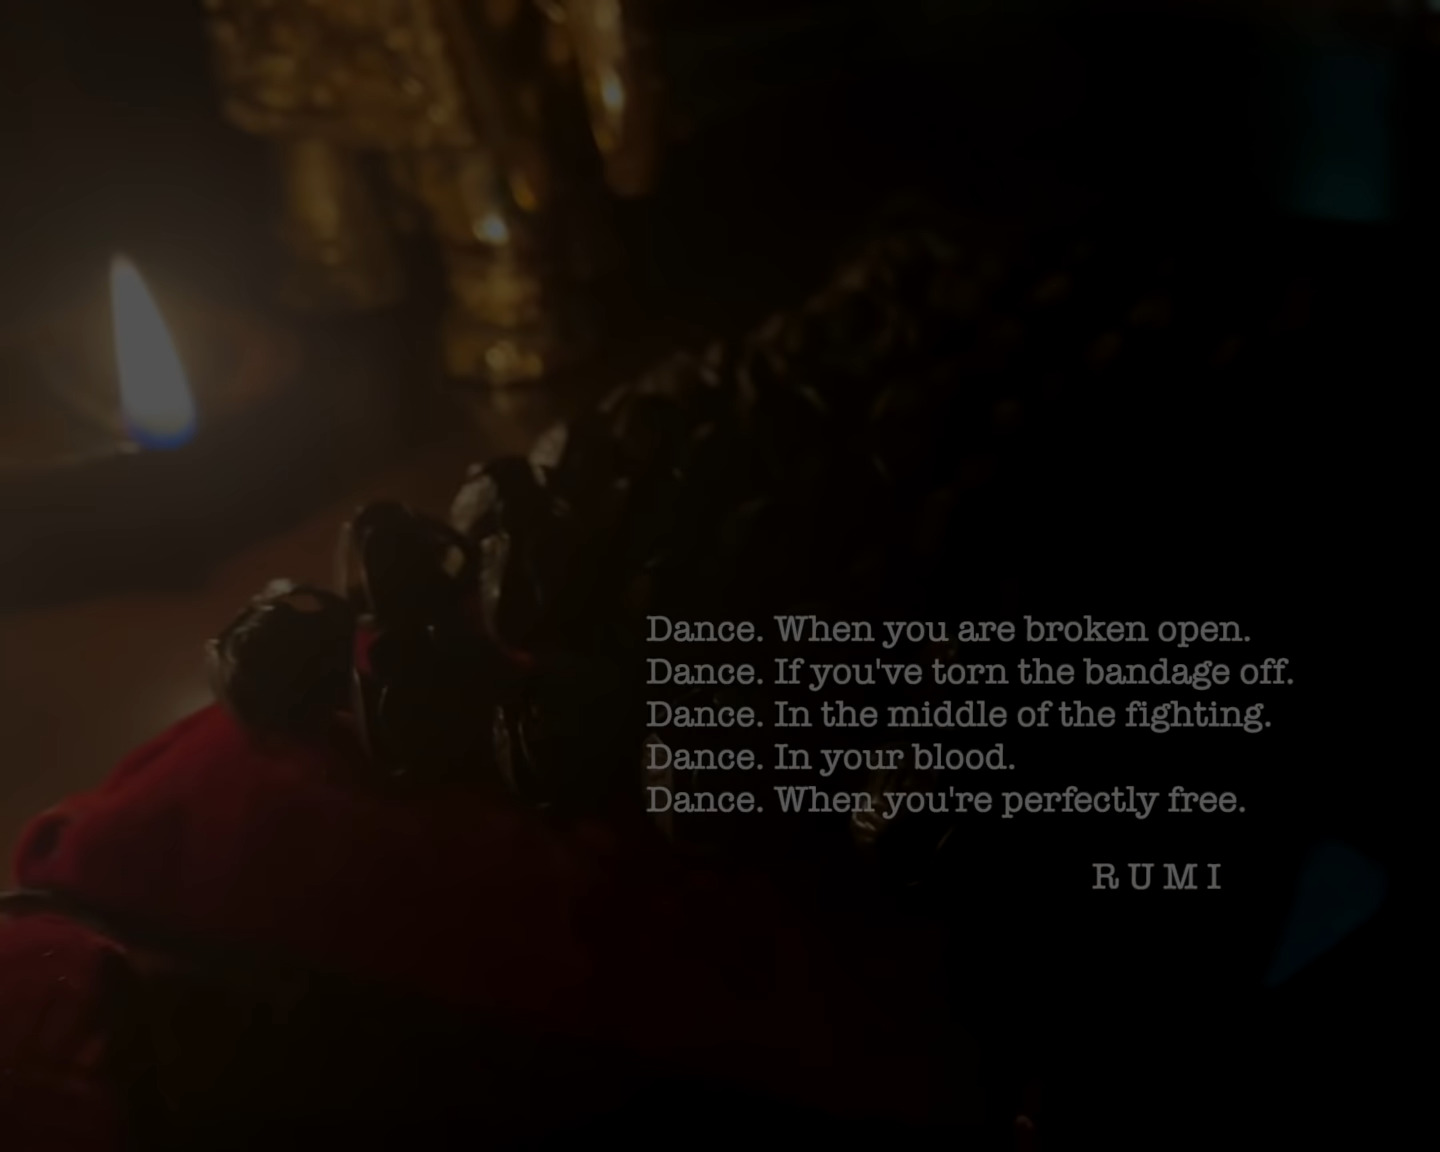 Dance. When you are broken open.
Dance. If you've torn the bandage off.
Dance. In the middle of the fighting.
Dance. In your blood.
Dance. When you're perfectly free.
RUMI